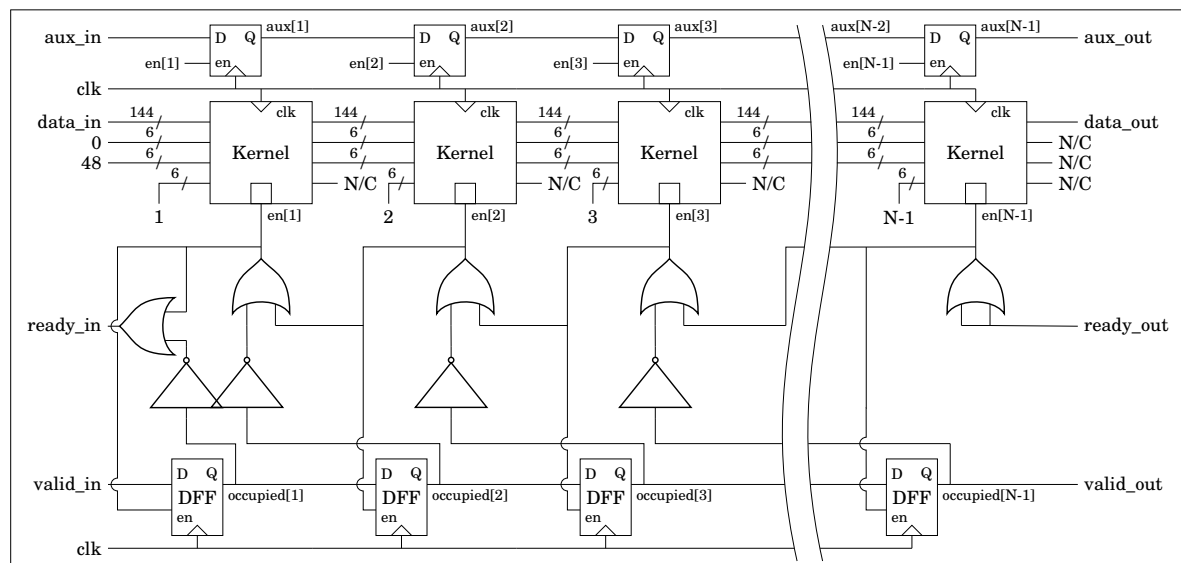 aux_in D Q aux[1] D Q aux[2] D Q aux[3] aux[N-2] D Q aux[N-1] aux_out
en[1] en en[2] en en[3] en en[N-1] en
clk
clk clk clk clk
data_in 144 144 144 144 144 data_out
0 6 6 6 6 6 N/C
Kernel Kernel Kernel Kernel
48 6 6 6 6 6 N/C
6 N/C 6 N/C 6 N/C 6 N/C
1 en[1] 2 en[2] 3 en[3] N-1 en[N-1]
ready_in ready_out
D Q D Q D Q D Q
valid_in valid_out
DFF occupied[1] DFF occupied[2] DFF occupied[3] DFF occupied[N-1]
en en en en
clk